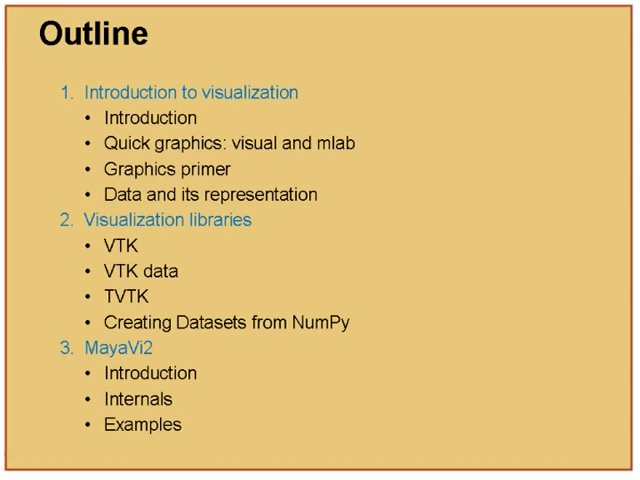 Outline
1. Introduction to visualization
• Introduction
• Quick graphics: visual and mlab
• Graphics primer
• Data and its representation
2. Visualization libraries
• VTK
• VTK data
• TVTK
• Creating Datasets from NumPy
3. MayaVi2
• Introduction
• Internals
• Examples